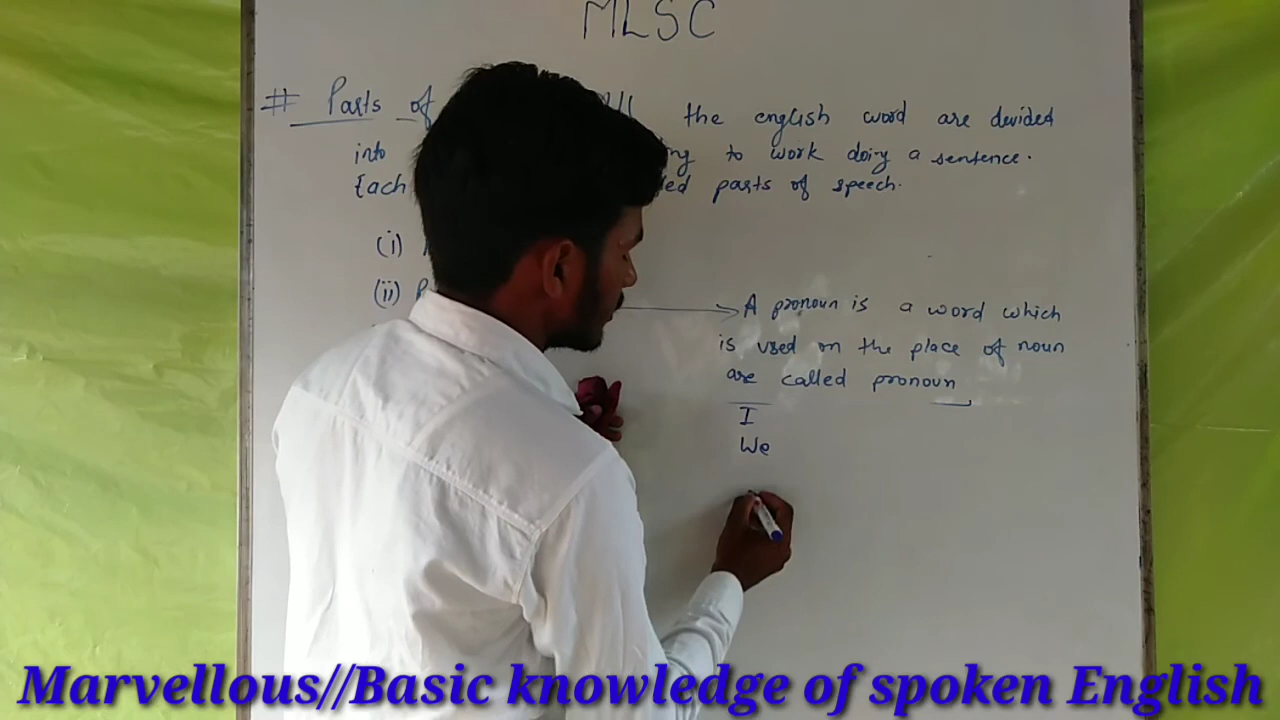 MLSC
# Parts of All the english word are devided
into to work doing a sentence.
Each parts of speech.
(i)
(ii) A pronoun is a word which
is used on the place of noun
are called pronoun
I
We
Marvellous//Basic knowledge of spoken English